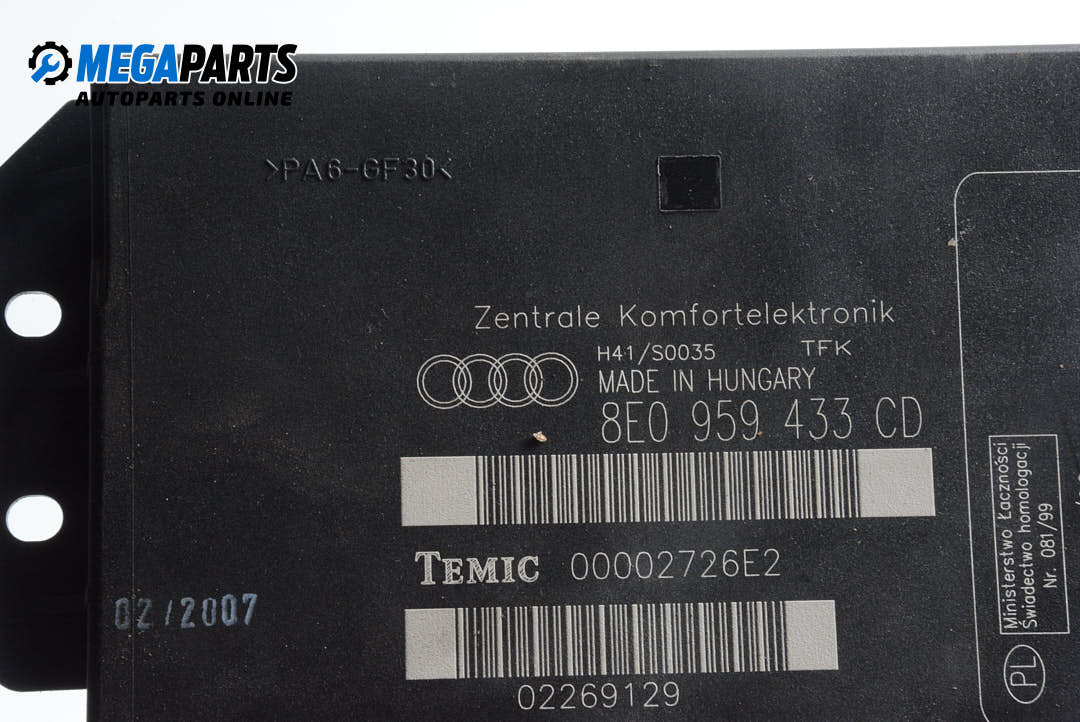 MEGAPARTS
AUTOPARTS ONLINE
>PA6-GF30<
Zentrale Komfortelektronik
H41/S0035 TFK
MADE IN HUNGARY
8E0 959 433 CD
TEMIC 00002726E2
02/2007
02269129
Ministerstwo Łaczności
Świadectwo homologacji
Nr. 081/99
PL